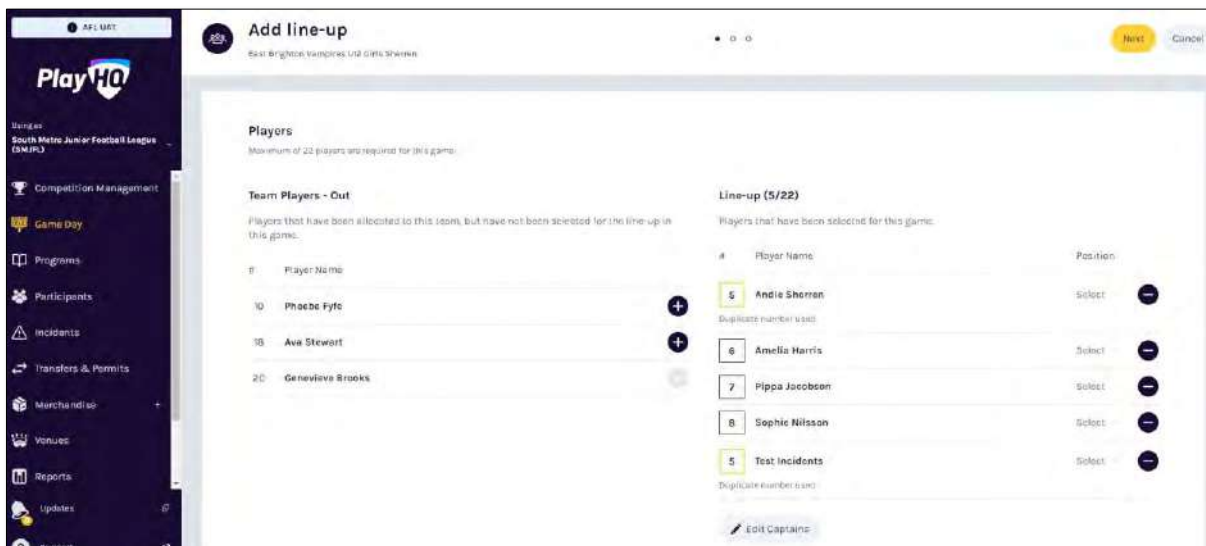 AFL UAT
PlayHQ
Using as
South Metro Junior Football League
(SMJFL)
Competition Management
Game Day
Programs
Participants
Incidents
Transfers & Permits
Merchandise +
Venues
Reports
Updates
Add line-up
East Brighton Vampires U12 Girls Sherren
Next
Cancel
Players
Maximum of 22 players are required for this game.
Team Players - Out
Players that have been allocated to this team, but have not been selected for the line-up in
this game.
# Player Name
10 Phoebe Fyfe
18 Ava Stewart
20 Genevieve Brooks
Line-up (5/22)
Players that have been selected for this game.
# Player Name Position
5 Andie Sherren Select
Duplicate number used
6 Amelia Harris Select
7 Pippa Jacobson Select
8 Sophie Nilsson Select
5 Test Incidents Select
Duplicate number used
Edit Captains